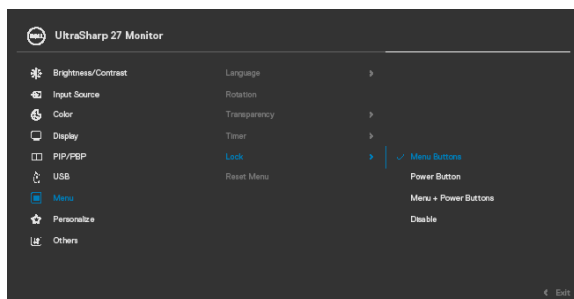 DELL UltraSharp 27 Monitor
Brightness/Contrast Language
Input Source Rotation
Color Transparency
Display Timer
PIP/PBP Lock Menu Buttons
USB Reset Menu Power Button
Menu Menu + Power Buttons
Personalize Disable
Others
Exit